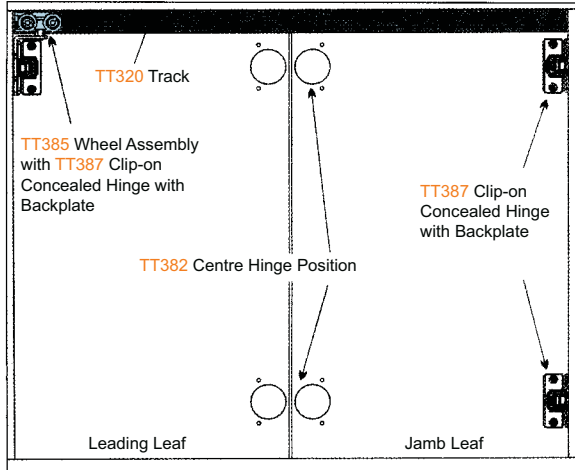 TT320 Track
TT385 Wheel Assembly
with TT387 Clip-on
Concealed Hinge with
Backplate
TT387 Clip-on
Concealed Hinge
with Backplate
TT382 Centre Hinge Position
Leading Leaf
Jamb Leaf